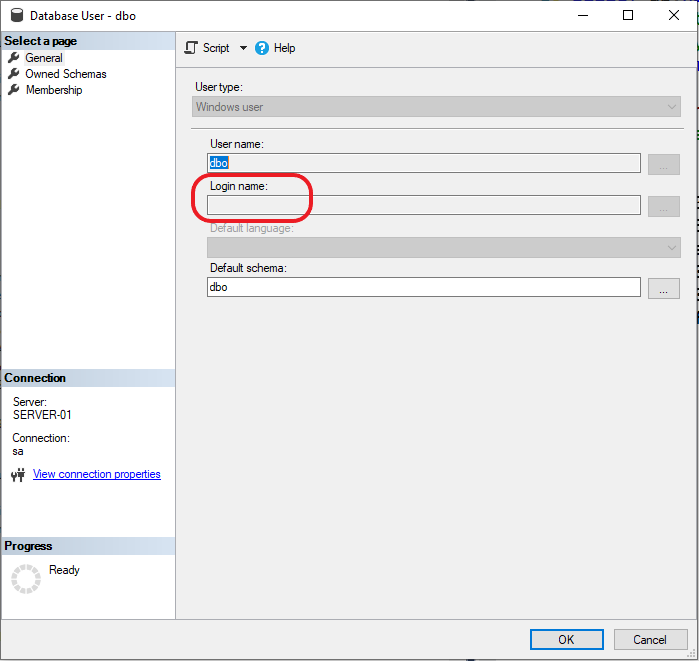 Database User - dbo
Select a page
General
Owned Schemas
Membership
Script
Help
User type:
Windows user
User name:
dbo
...
Login name:
...
Default language:
Default schema:
dbo
...
Connection
Server:
SERVER-01
Connection:
sa
View connection properties
Progress
Ready
OK
Cancel